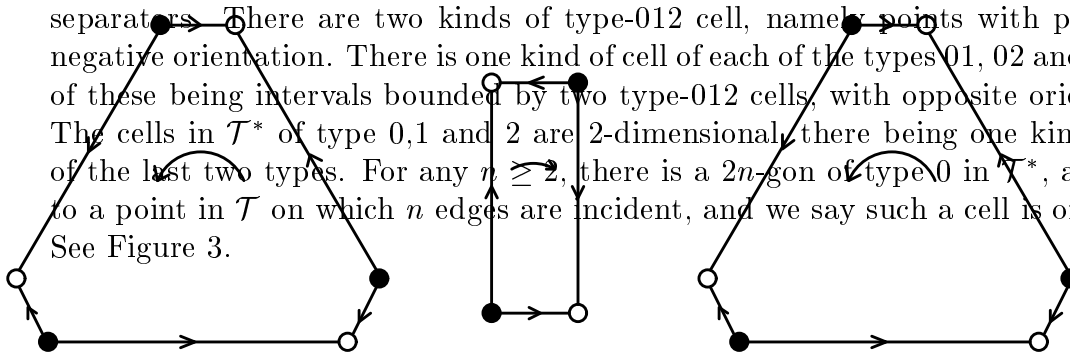 separators. There are two kinds of type-012 cell, namely points with p
negative orientation. There is one kind of cell of each of the types 01, 02 and
of these being intervals bounded by two type-012 cells, with opposite orie
The cells in 𝒯* of type 0,1 and 2 are 2-dimensional, there being one kin
of the last two types. For any n ≥ 2, there is a 2n-gon of type 0 in 𝒯*, a
to a point in 𝒯 on which n edges are incident, and we say such a cell is o
See Figure 3.